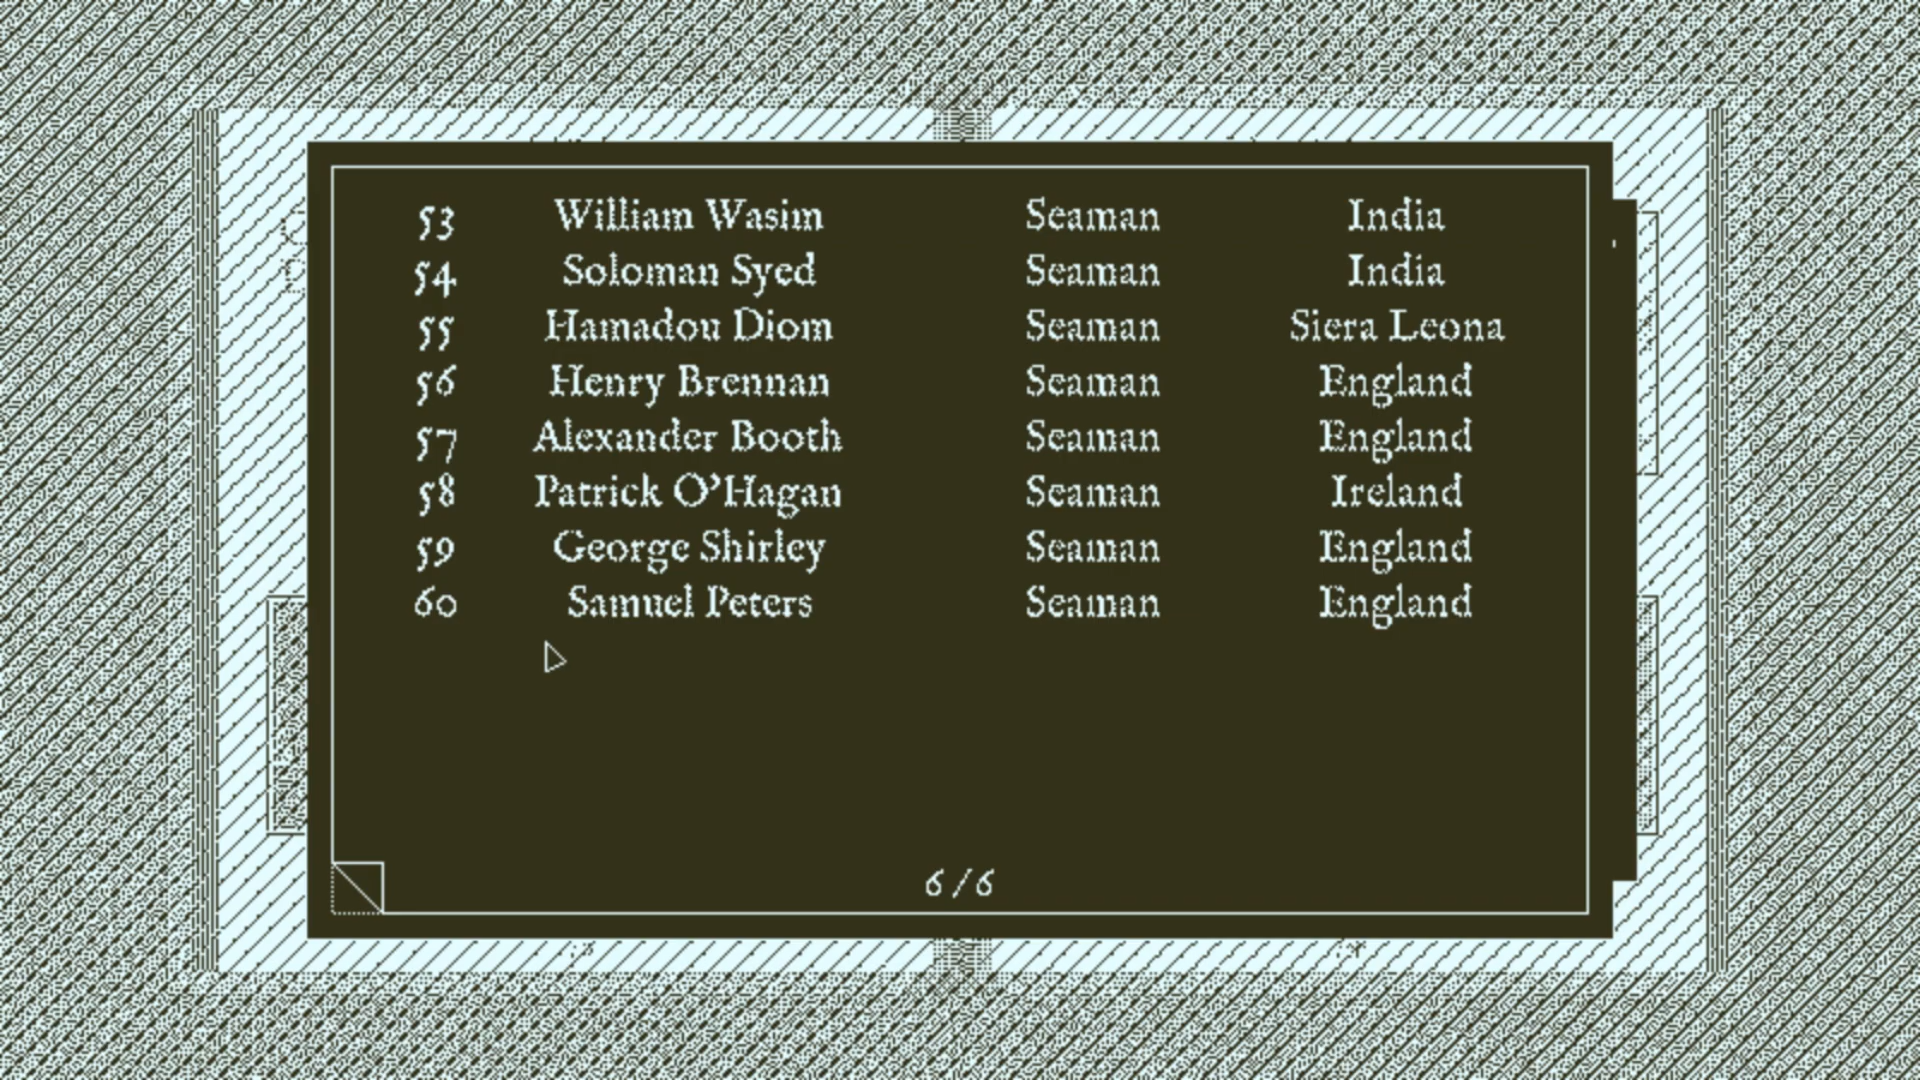 53 William Wasim Seaman India
54 Soloman Syed Seaman India
55 Hamadou Diom Seaman Siera Leona
56 Henry Brennan Seaman England
57 Alexander Booth Seaman England
58 Patrick O'Hagan Seaman Ireland
59 George Shirley Seaman England
60 Samuel Peters Seaman England
6/6